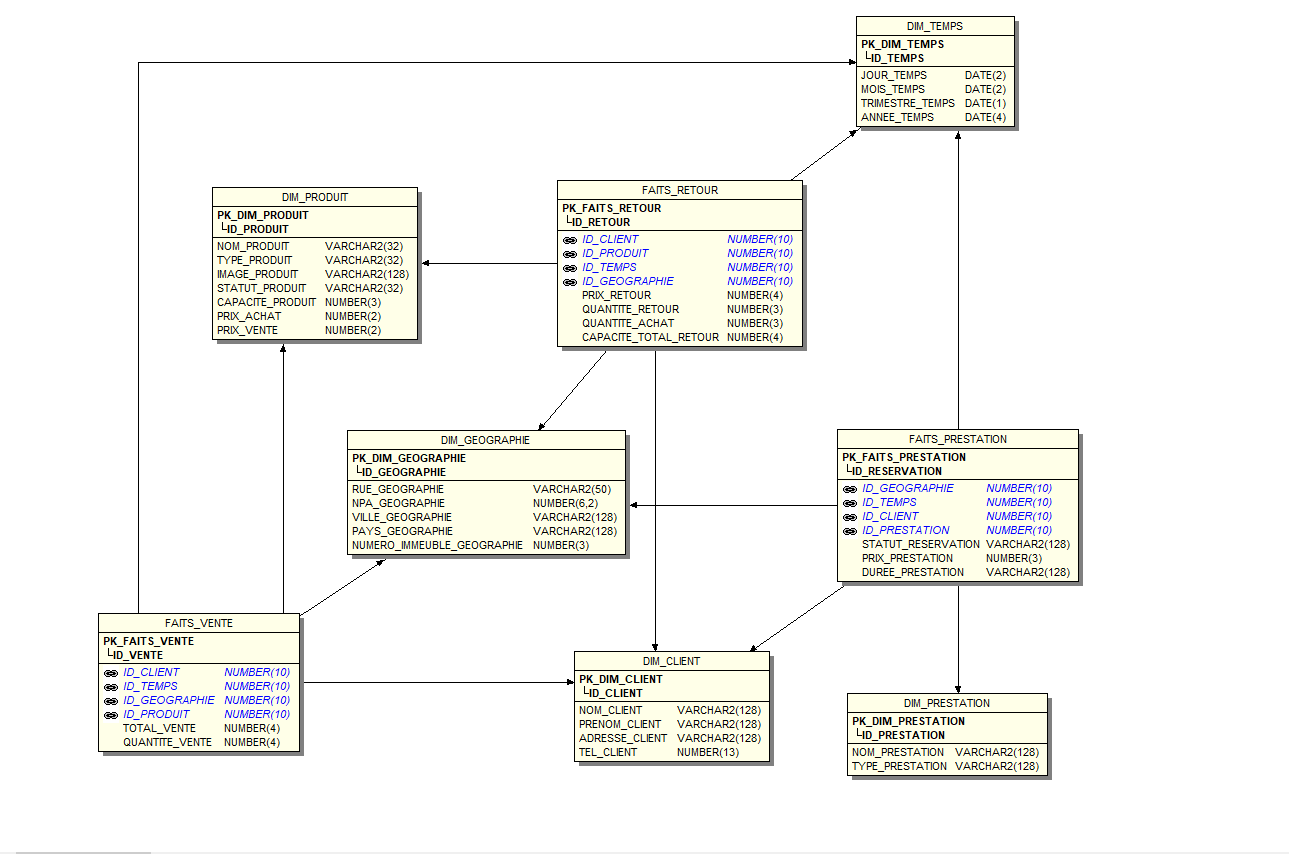 DIM_TEMPS
PK_DIM_TEMPS
ID_TEMPS
JOUR_TEMPS DATE(2)
MOIS_TEMPS DATE(2)
TRIMESTRE_TEMPS DATE(1)
ANNEE_TEMPS DATE(4)
DIM_PRODUIT
PK_DIM_PRODUIT
ID_PRODUIT
NOM_PRODUIT VARCHAR2(32)
TYPE_PRODUIT VARCHAR2(32)
IMAGE_PRODUIT VARCHAR2(128)
STATUT_PRODUIT VARCHAR2(32)
CAPACITE_PRODUIT NUMBER(3)
PRIX_ACHAT NUMBER(2)
PRIX_VENTE NUMBER(2)
FAITS_RETOUR
PK_FAITS_RETOUR
ID_RETOUR
ID_CLIENT NUMBER(10)
ID_PRODUIT NUMBER(10)
ID_TEMPS NUMBER(10)
ID_GEOGRAPHIE NUMBER(10)
PRIX_RETOUR NUMBER(4)
QUANTITE_RETOUR NUMBER(3)
QUANTITE_ACHAT NUMBER(3)
CAPACITE_TOTAL_RETOUR NUMBER(4)
DIM_GEOGRAPHIE
PK_DIM_GEOGRAPHIE
ID_GEOGRAPHIE
RUE_GEOGRAPHIE VARCHAR2(50)
NPA_GEOGRAPHIE NUMBER(6,2)
VILLE_GEOGRAPHIE VARCHAR2(128)
PAYS_GEOGRAPHIE VARCHAR2(128)
NUMERO_IMMEUBLE_GEOGRAPHIE NUMBER(3)
FAITS_PRESTATION
PK_FAITS_PRESTATION
ID_RESERVATION
ID_GEOGRAPHIE NUMBER(10)
ID_TEMPS NUMBER(10)
ID_CLIENT NUMBER(10)
ID_PRESTATION NUMBER(10)
STATUT_RESERVATION VARCHAR2(128)
PRIX_PRESTATION NUMBER(3)
DUREE_PRESTATION VARCHAR2(128)
FAITS_VENTE
PK_FAITS_VENTE
ID_VENTE
ID_CLIENT NUMBER(10)
ID_TEMPS NUMBER(10)
ID_GEOGRAPHIE NUMBER(10)
ID_PRODUIT NUMBER(10)
TOTAL_VENTE NUMBER(4)
QUANTITE_VENTE NUMBER(4)
DIM_CLIENT
PK_DIM_CLIENT
ID_CLIENT
NOM_CLIENT VARCHAR2(128)
PRENOM_CLIENT VARCHAR2(128)
ADRESSE_CLIENT VARCHAR2(128)
TEL_CLIENT NUMBER(13)
DIM_PRESTATION
PK_DIM_PRESTATION
ID_PRESTATION
NOM_PRESTATION VARCHAR2(128)
TYPE_PRESTATION VARCHAR2(128)